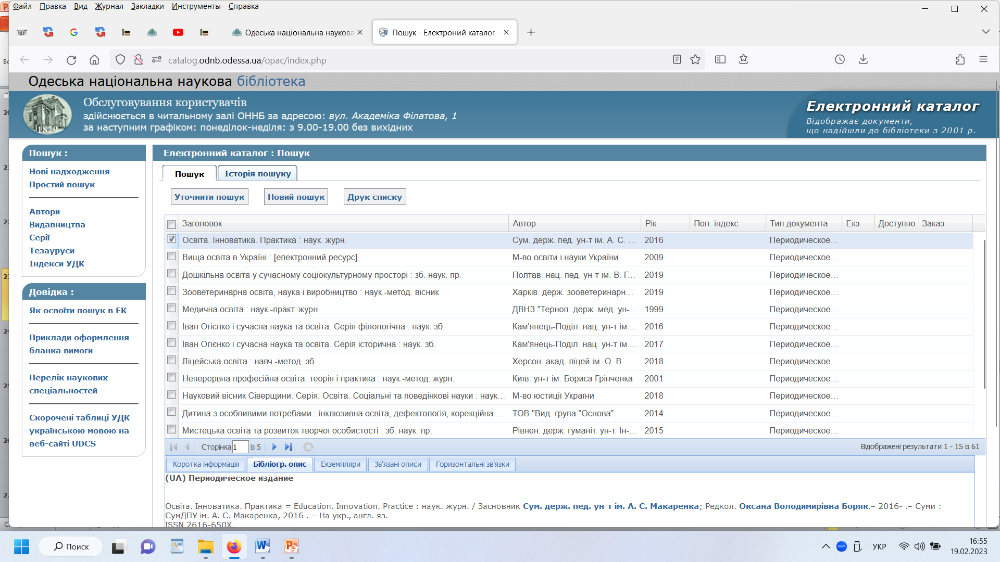 Файл Правка Вид Журнал Закладки Инструменты Справка
Одеська національна наукова
Пошук - Електроний каталог -
catalog.odnb.odessa.ua/opac/index.php
Одеська національна наукова бібліотека
Обслуговування користувачів
здійснюється в читальному залі ОННБ за адресою: вул. Академіка Філатова, 1
за наступним графіком: понеділок-неділя: з 9.00-19.00 без вихідних
1829
Електронний каталог
Відображає документи,
що надійшли до бібліотеки з 2001 р.
Пошук :
Нові надходження
Простий пошук
Автори
Видавництва
Серії
Тезауруси
Індекси УДК
Довідка :
Як освоїти пошук в ЕК
Приклади оформлення
бланка вимоги
Перелік наукових
спеціальностей
Скорочені таблиці УДК
українською мовою на
веб-сайті UDCS
Електронний каталог : Пошук
Пошук Історія пошуку
Уточнити пошук Новий пошук Друк списку
Заголовок Автор Рік Пол. індекс Тип документа Екз. Доступно Заказ
Освіта. Інноватика. Практика : наук. журн. Сум. держ. пед. ун-т ім. А. С. ... 2016 Периодическое...
Вища освіта в Україні : [електронний ресурс] М-во освіти і науки України 2009 Периодическое...
Дошкільна освіта у сучасному соціокультурному просторі : зб. наук. пр. Полтав. нац. пед. ун-т ім. В. Г... 2019 Периодическое...
Зооветеринарна освіта, наука і виробництво : наук.-метод. вісник Харків. держ. зооветеринарн... 2019 Периодическое...
Медична освіта : наук.-практ. журн. ДВНЗ "Терноп. держ. мед. ун-... 1999 Периодическое...
Іван Огієнко і сучасна наука та освіта. Серія філологічна : наук. зб. Кам'янець-Поділ. нац. ун-т ім.... 2016 Периодическое...
Іван Огієнко і сучасна наука та освіта. Серія історична : наук. зб. Кам'янець-Поділ. нац. ун-т ім.... 2017 Периодическое...
Ліцейська освіта : навч.-метод. зб. Херсон. акад. ліцей ім. О. В. ... 2018 Периодическое...
Неперервна професійна освіта: теорія і практика : наук.-метод. журн. Київ. ун-т ім. Бориса Грінченка 2001 Периодическое...
Науковий вісник Сіверщини. Серія: Освіта. Соціальні та поведінкові науки : наук... М-во юстиції України 2018 Периодическое...
Дитина з особливими потребами : інклюзивна освіта, дефектологія, корекційна ... ТОВ "Вид. група "Основа" 2014 Периодическое...
Мистецька освіта та розвиток творчої особистості : зб. наук. пр. Рівнен. держ. гуманіт. ун-т. Ін-... 2015 Периодическое...
Сторінка 1 із 5 Відображені результати 1 - 15 із 61
Коротка інформація Бібліогр. опис Екземпляри Зв'язані описи Горизонтальні зв'язки
(UA) Периодическое издание
Освіта. Інноватика. Практика = Education. Innovation. Practice : наук. журн. / Засновник Сум. держ. пед. ун-т ім. А. С. Макаренка; Редкол. Оксана Володимирівна Боряк.– 2016- .– Суми :
СумДПУ ім. А. С. Макаренка, 2016 . – На укр., англ. яз.
ISSN 2616-650X.
Поиск
zoom
УКР
16:55
19.02.2023